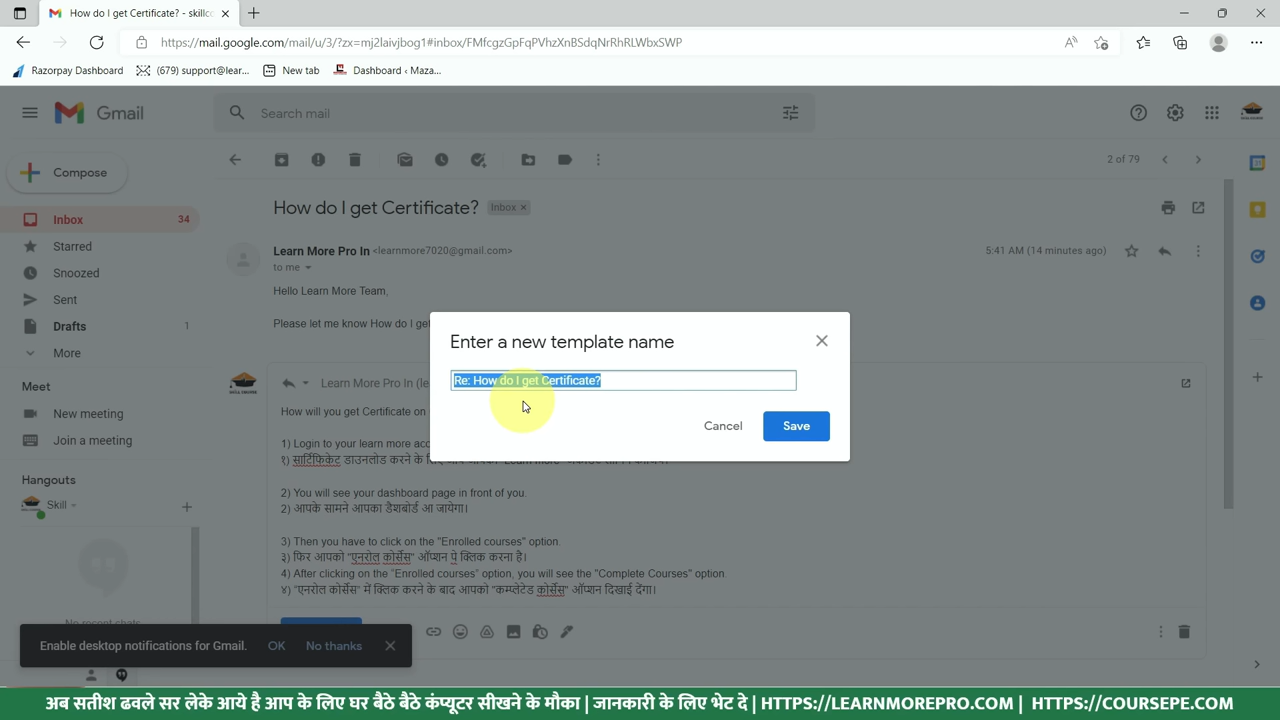 How do I get Certificate? - skillc
https://mail.google.com/mail/u/3/?zx=mj2laivjbog1#inbox/FMfcgzGpFqPVhzXnBSdqNrRhRLWbxSWP
Razorpay Dashboard
(679) support@lear...
New tab
Dashboard ‹ Maza...
Gmail
Search mail
Compose
2 of 79
Inbox 34
Starred
Snoozed
Sent
Drafts 1
More
Meet
New meeting
Join a meeting
Hangouts
Skill
How do I get Certificate? Inbox ×
Learn More Pro In <learnmore7020@gmail.com>
5:41 AM (14 minutes ago)
to me
Hello Learn More Team,
Please let me know How do I get
Enter a new template name
Re: How do I get Certificate?
Cancel
Save
Learn More Pro In (le
How will you get Certificate on
1) Login to your learn more acc
१) सार्टिफिकेट डाउनलोड करने के
2) You will see your dashboard page in front of you.
2) आपके सामने आपका डैशबोर्ड आ जायेगा।
3) Then you have to click on the "Enrolled courses" option.
३) फिर आपको "एनरोल कोर्सेस" ऑप्शन पे क्लिक करना है।
4) After clicking on the "Enrolled courses" option, you will see the "Complete Courses" option
४) "एनरोल कोर्सेस" में क्लिक करने के बाद आपको "कम्प्लेटेड कोर्सेस" ऑप्शन दिखाई देंगा।
Enable desktop notifications for Gmail. OK No thanks
अब सतीश ढवले सर लेके आये है आप के लिए घर बैठे बैठे कंप्यूटर सीखने के मौका | जानकारी के लिए भेट दे | HTTPS://LEARNMOREPRO.COM | HTTPS://COURSEPE.COM